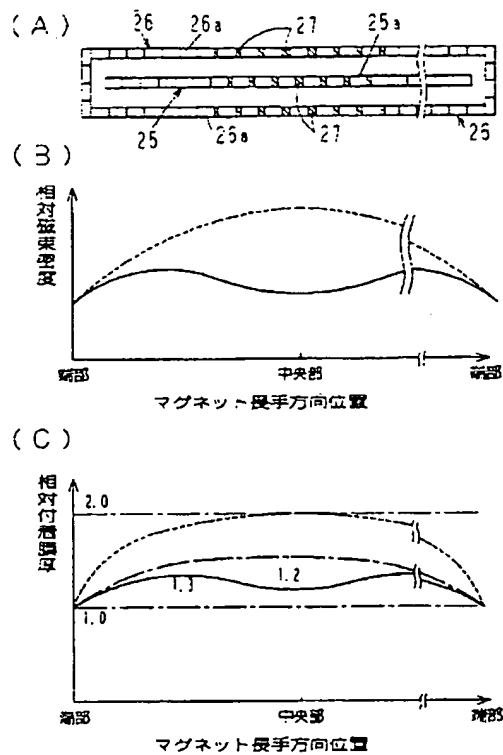 (A)
26 26a 27 25a
25 26a 27 26
(B)
相対磁束密度
端部 中央部 端部
マグネット長手方向位置
(C)
相対付着膜厚
2.0
1.3 1.2
1.0
端部 中央部 端部
マグネット長手方向位置